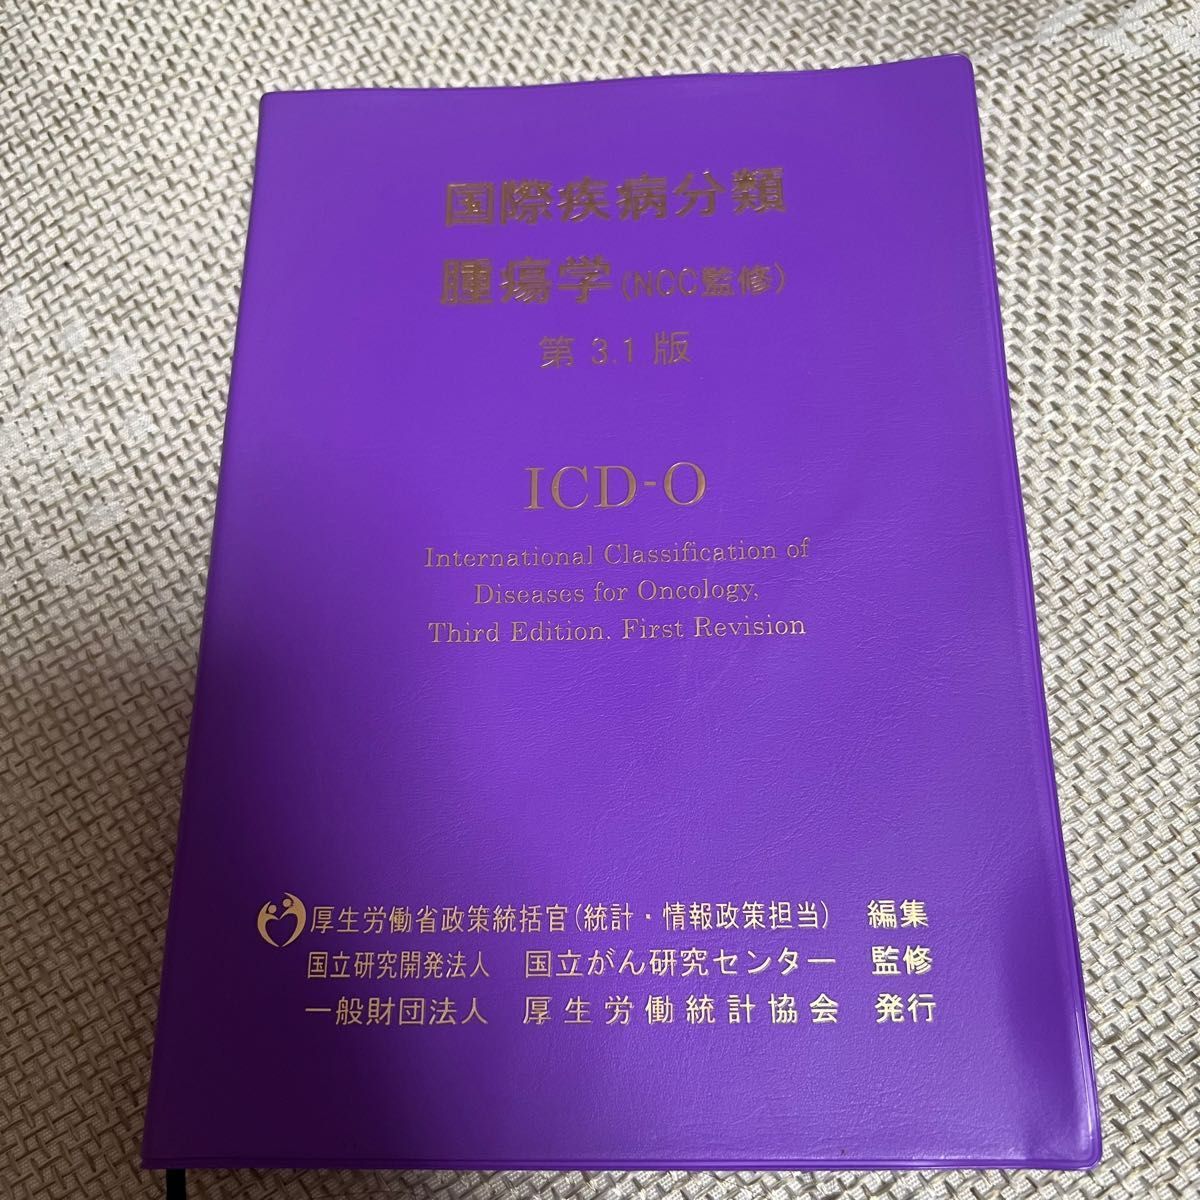 国際疾病分類
腫瘍学(NCC監修)
第 3.1 版
ICD-O
International Classification of
Diseases for Oncology,
Third Edition. First Revision
厚生労働省政策統括官(統計・情報政策担当) 編集
国立研究開発法人 国立がん研究センター 監修
一般財団法人 厚生労働統計協会 発行